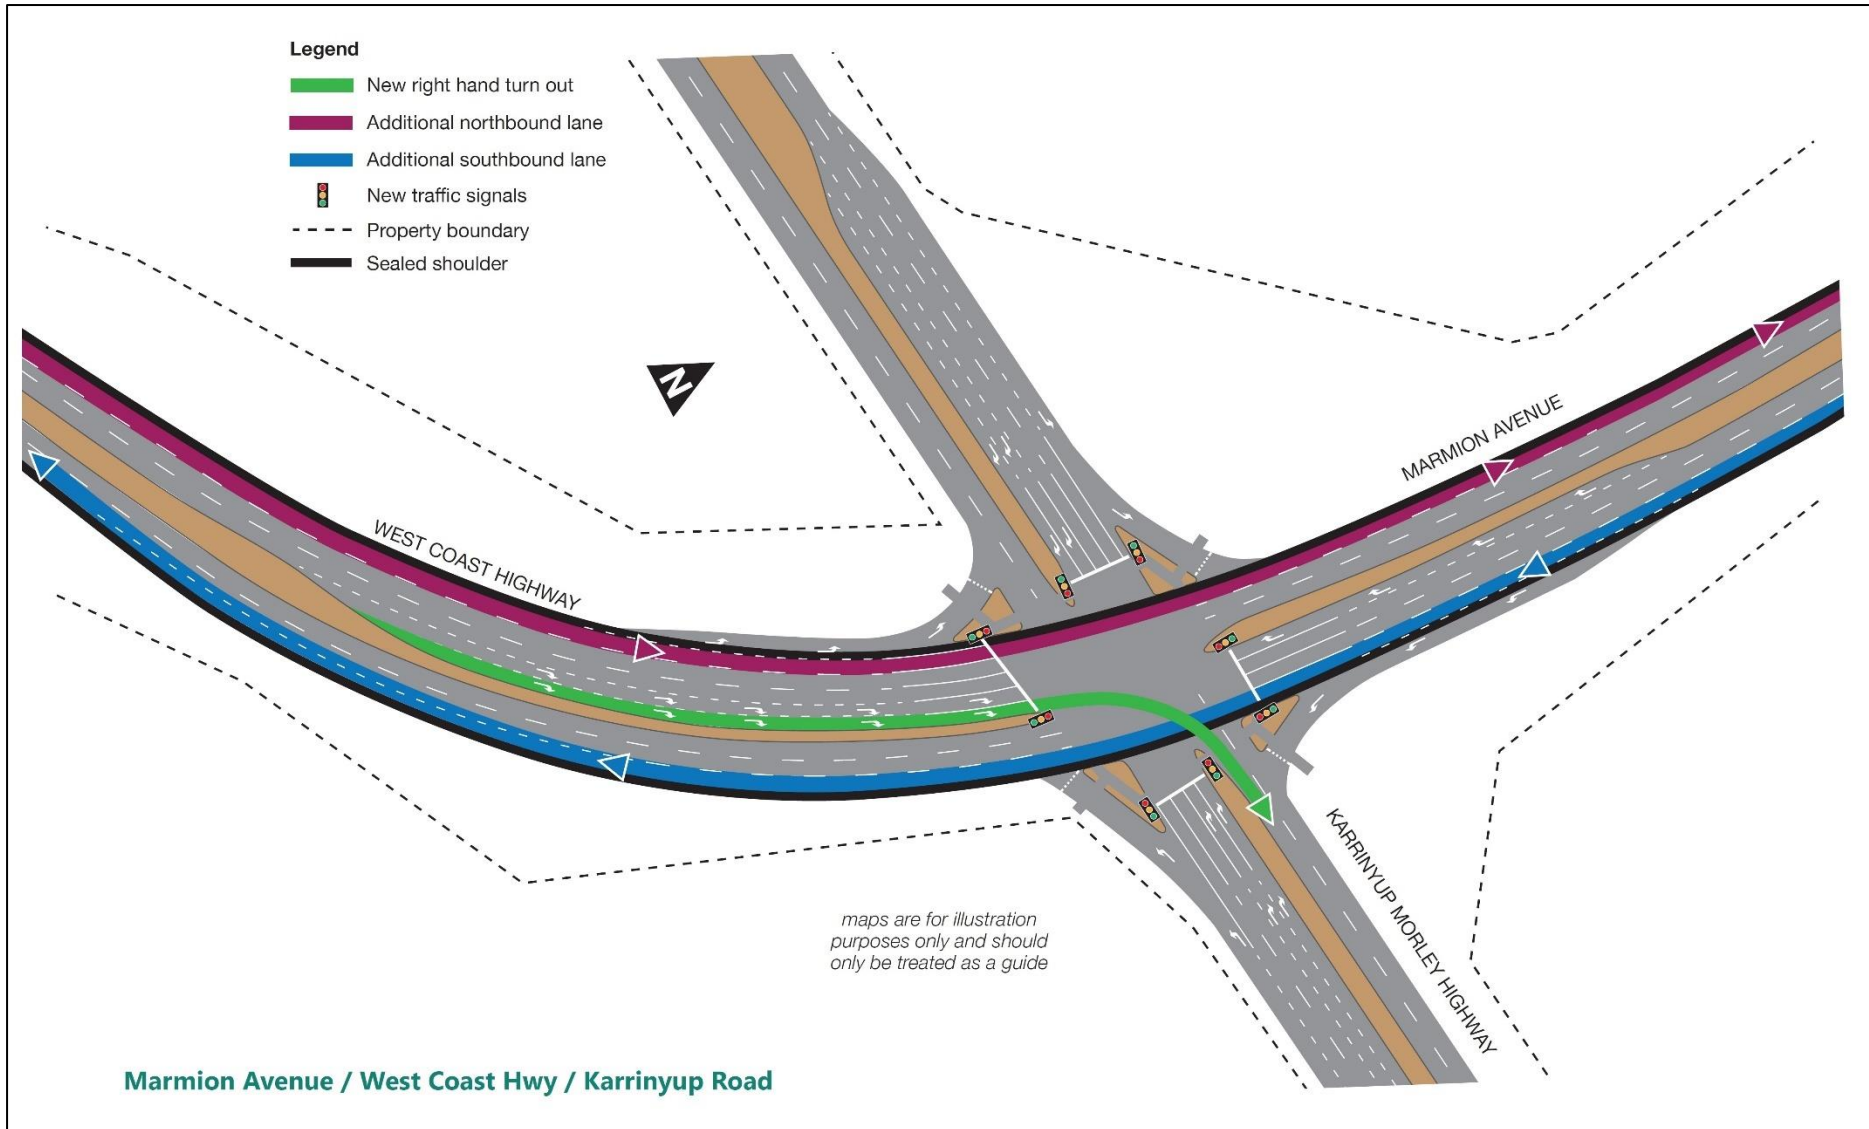 Legend
New right hand turn out
Additional northbound lane
Additional southbound lane
New traffic signals
Property boundary
Sealed shoulder
N
MARMION AVENUE
WEST COAST HIGHWAY
KARRINYUP MORLEY HIGHWAY
maps are for illustration
purposes only and should
only be treated as a guide
Marmion Avenue / West Coast Hwy / Karrinyup Road